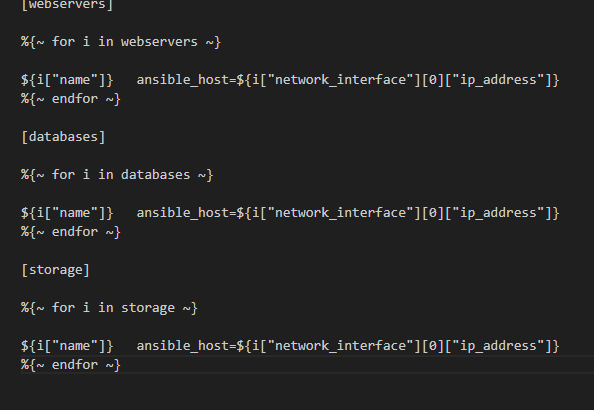 [webservers]
%{~ for i in webservers ~}
${i["name"]}   ansible_host=${i["network_interface"][0]["ip_address"]}
%{~ endfor ~}
[databases]
%{~ for i in databases ~}
${i["name"]}   ansible_host=${i["network_interface"][0]["ip_address"]}
%{~ endfor ~}
[storage]
%{~ for i in storage ~}
${i["name"]}   ansible_host=${i["network_interface"][0]["ip_address"]}
%{~ endfor ~}